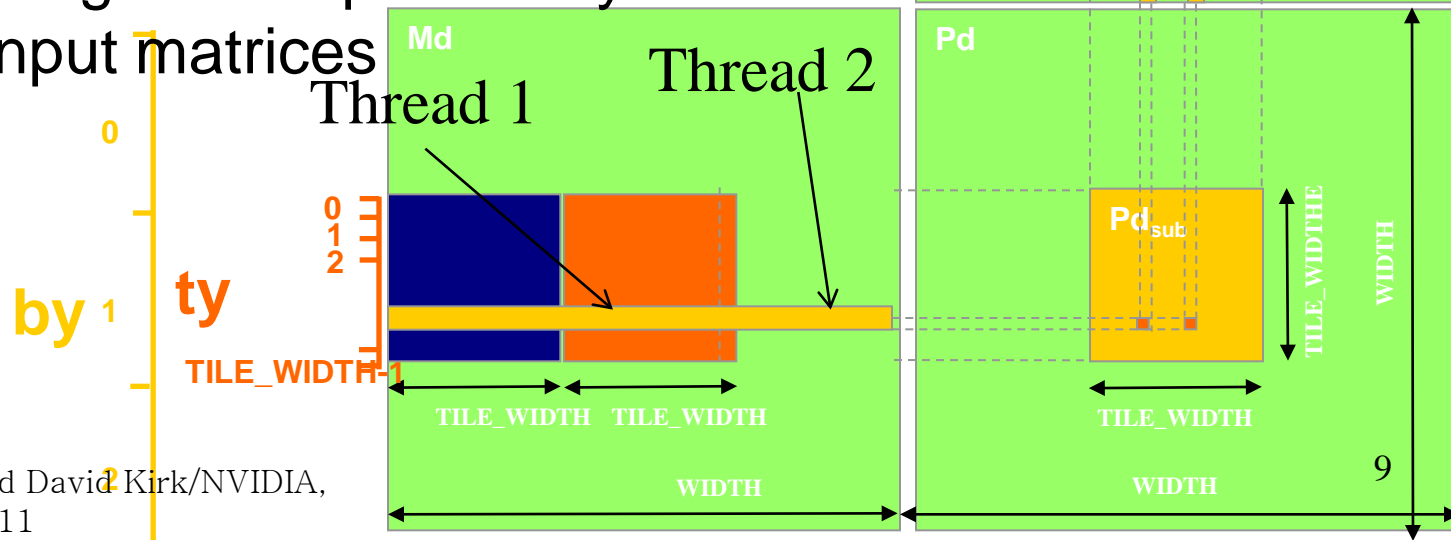 nput matrices
Md
Thread 1
Thread 2
Pd
0
by
1
2
ty
0
1
2
TILE_WIDTH-1
Pdsub
TILE_WIDTHE
WIDTH
TILE_WIDTH
TILE_WIDTH
TILE_WIDTH
WIDTH
WIDTH
9
d David Kirk/NVIDIA,
11